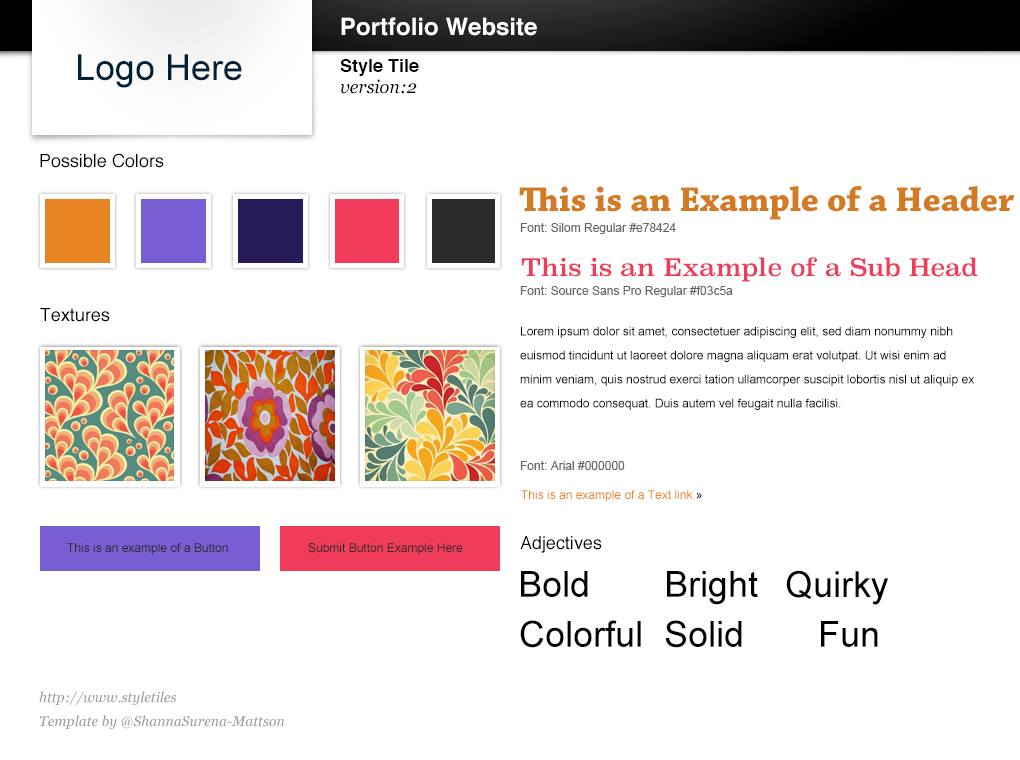 Portfolio Website
Logo Here
Style Tile
version:2
Possible Colors
This is an Example of a Header
Font: Silom Regular #e78424
This is an Example of a Sub Head
Font: Source Sans Pro Regular #f03c5a
Textures
Lorem ipsum dolor sit amet, consectetuer adipiscing elit, sed diam nonummy nibh
euismod tincidunt ut laoreet dolore magna aliquam erat volutpat. Ut wisi enim ad
minim veniam, quis nostrud exerci tation ullamcorper suscipit lobortis nisl ut aliquip ex
ea commodo consequat. Duis autem vel feugait nulla facilisi.
Font: Arial #000000
This is an example of a Text link »
This is an example of a Button
Submit Button Example Here
Adjectives
Bold Bright Quirky
Colorful Solid Fun
http://www.styletiles
Template by @ShannaSurena-Mattson